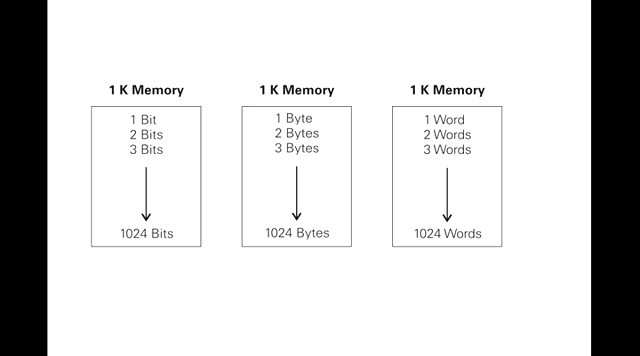 1 K Memory
1 Bit
2 Bits
3 Bits
1024 Bits
1 K Memory
1 Byte
2 Bytes
3 Bytes
1024 Bytes
1 K Memory
1 Word
2 Words
3 Words
1024 Words